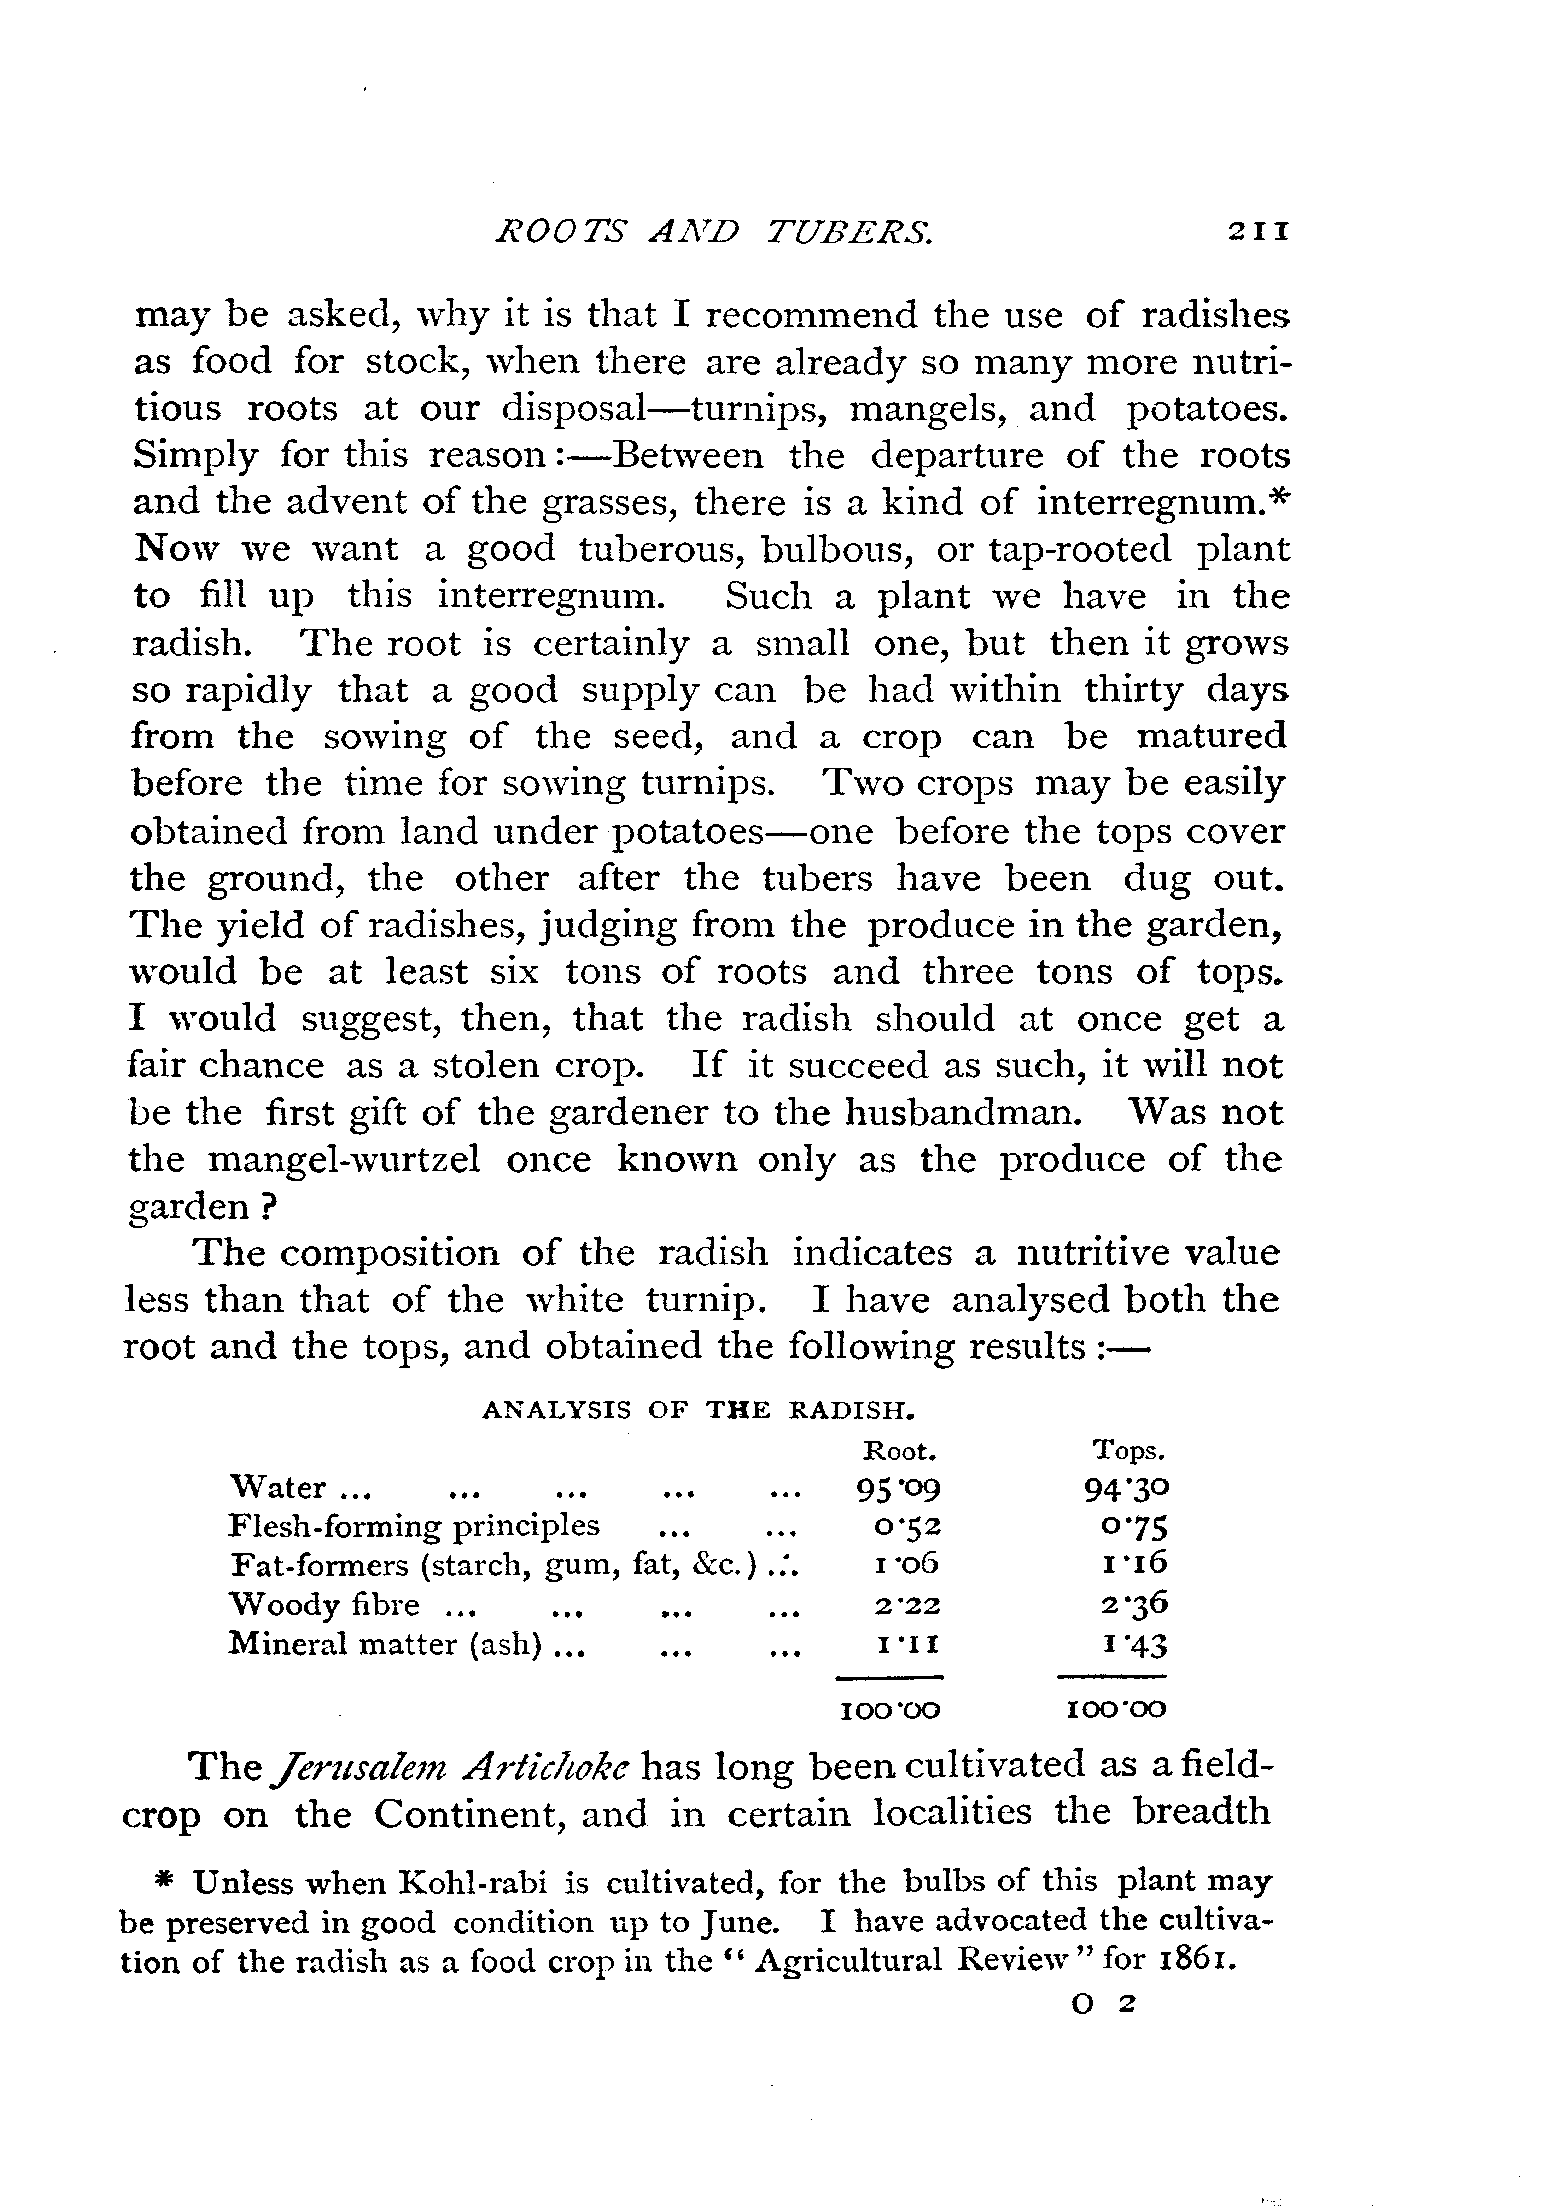 ROOTS AND TUBERS. 211
may be asked, why it is that I recommend the use of radishes
as food for stock, when there are already so many more nutri-
tious roots at our disposal—turnips, mangels, and potatoes.
Simply for this reason:—Between the departure of the roots
and the advent of the grasses, there is a kind of interregnum.*
Now we want a good tuberous, bulbous, or tap-rooted plant
to fill up this interregnum. Such a plant we have in the
radish. The root is certainly a small one, but then it grows
so rapidly that a good supply can be had within thirty days
from the sowing of the seed, and a crop can be matured
before the time for sowing turnips. Two crops may be easily
obtained from land under potatoes—one before the tops cover
the ground, the other after the tubers have been dug out.
The yield of radishes, judging from the produce in the garden,
would be at least six tons of roots and three tons of tops.
I would suggest, then, that the radish should at once get a
fair chance as a stolen crop. If it succeed as such, it will not
be the first gift of the gardener to the husbandman. Was not
the mangel-wurtzel once known only as the produce of the
garden ?
The composition of the radish indicates a nutritive value
less than that of the white turnip. I have analysed both the
root and the tops, and obtained the following results :—
ANALYSIS OF THE RADISH.
Root. Tops.
Water ... ... ... ... ... 95·09 94·30
Flesh-forming principles ... ... 0·52 0·75
Fat-formers (starch, gum, fat, &c.) ... 1·06 1·16
Woody fibre ... ... ... ... 2·22 2·36
Mineral matter (ash) ... ... ... 1·11 1·43
100·00 100·00
The Jerusalem Artichoke has long been cultivated as a field-
crop on the Continent, and in certain localities the breadth
* Unless when Kohl-rabi is cultivated, for the bulbs of this plant may
be preserved in good condition up to June. I have advocated the cultiva-
tion of the radish as a food crop in the “ Agricultural Review ” for 1861.
O 2